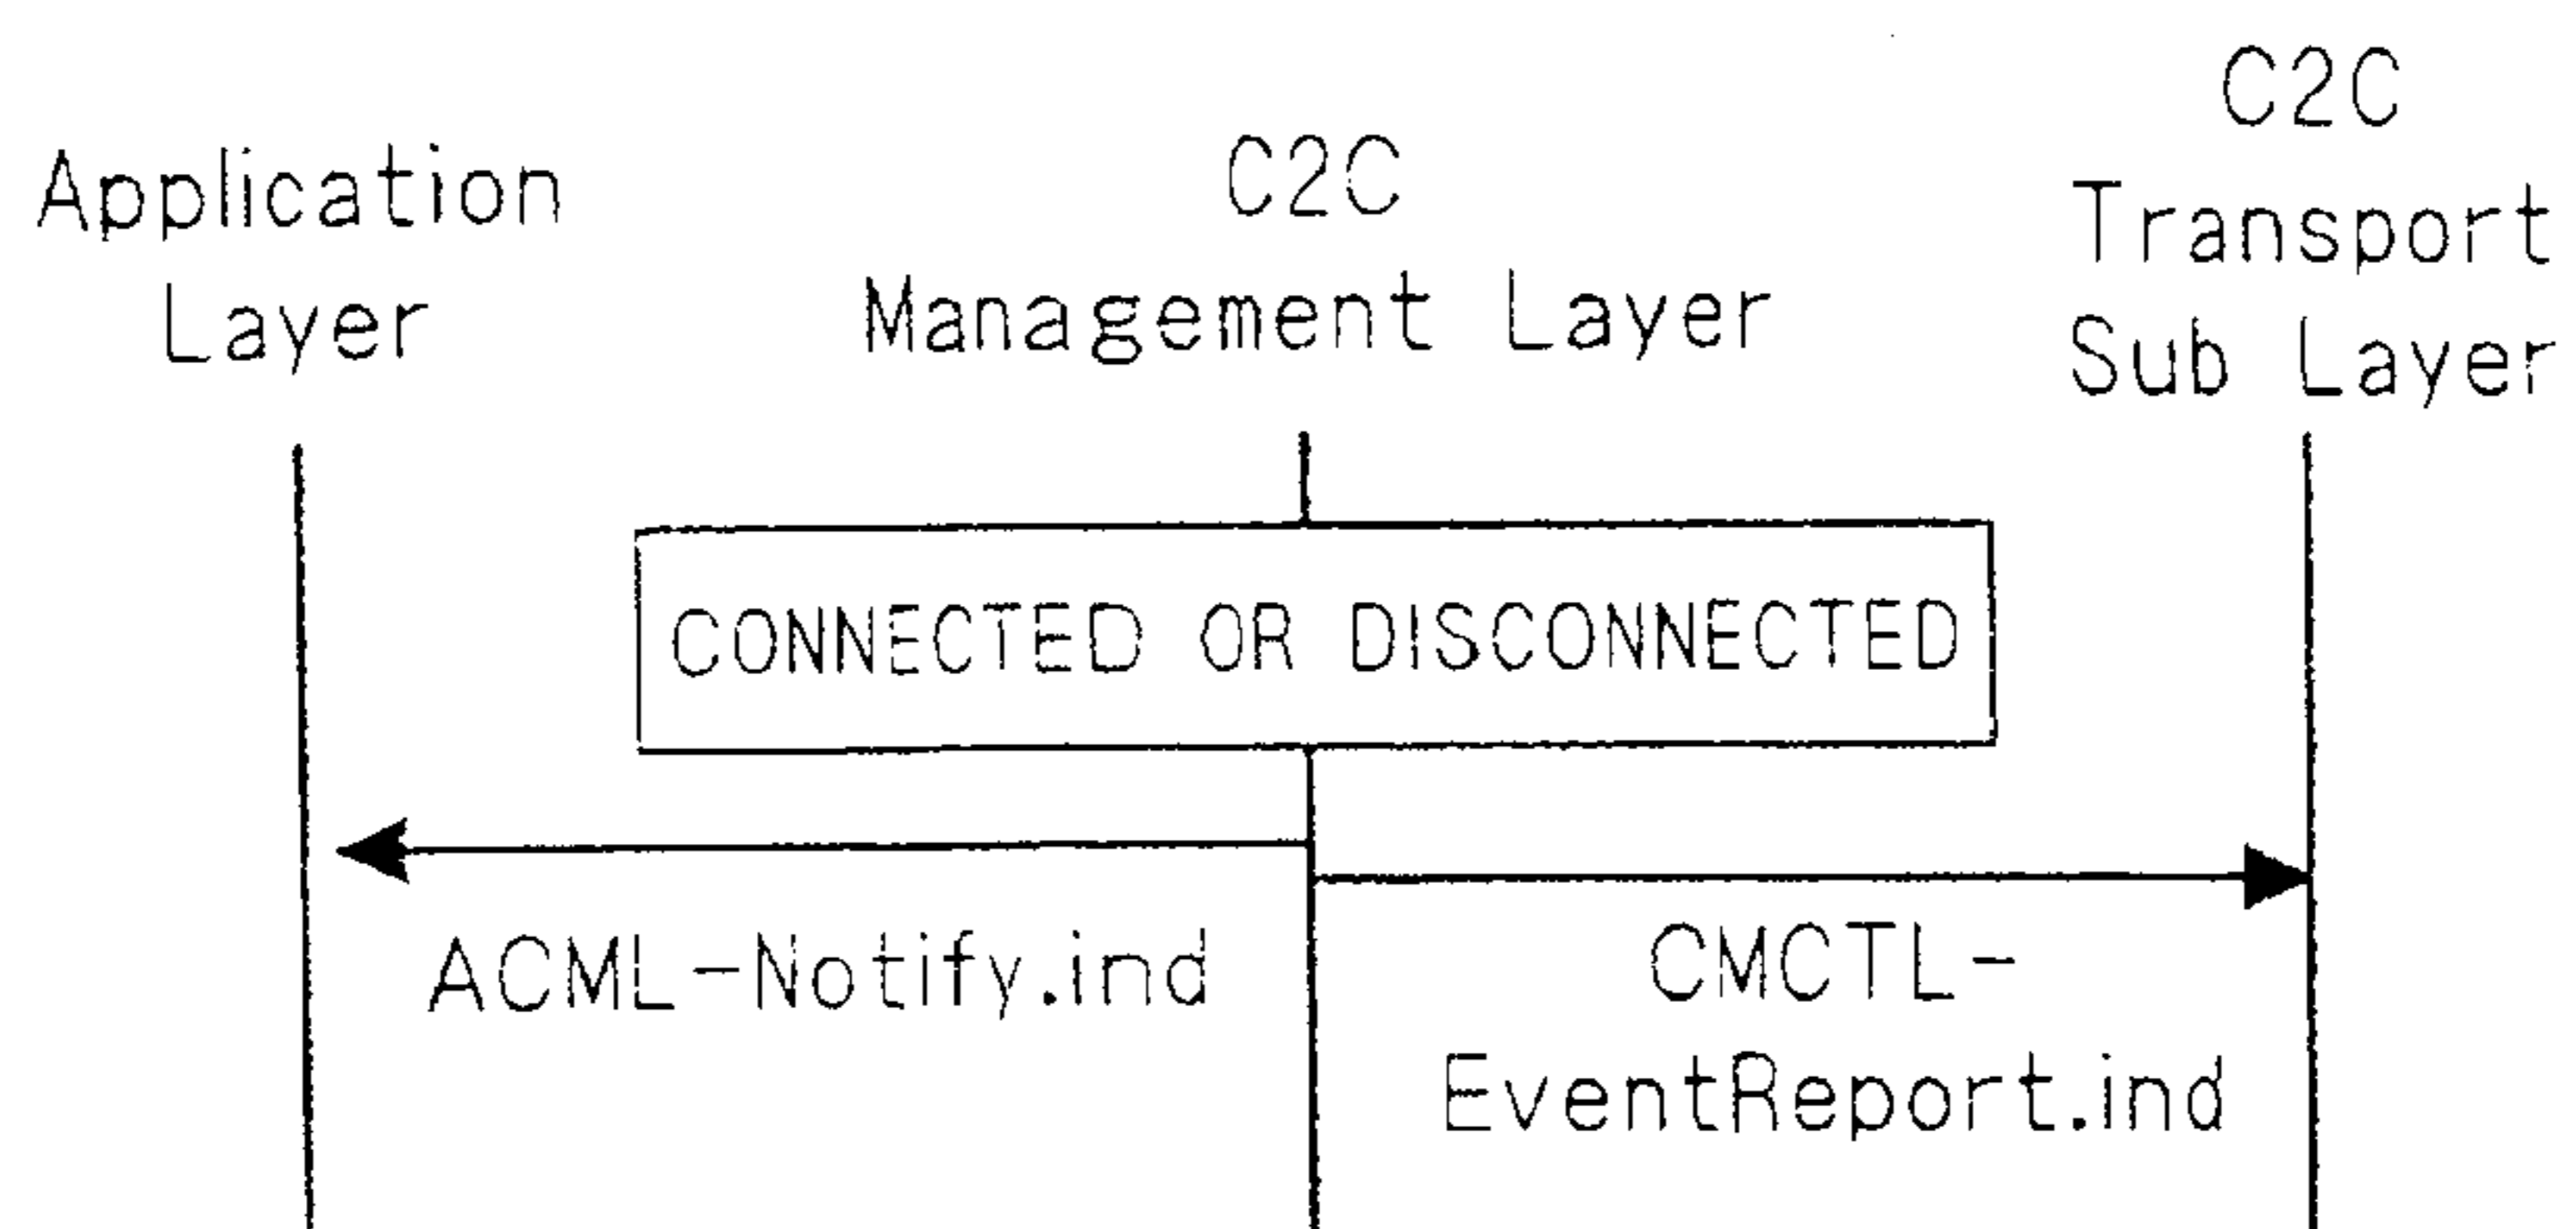 Application
Layer
C2C
Management Layer
C2C
Transport
Sub Layer
CONNECTED OR DISCONNECTED
ACML-Notify.ind
CMCTL-
EventReport.ind